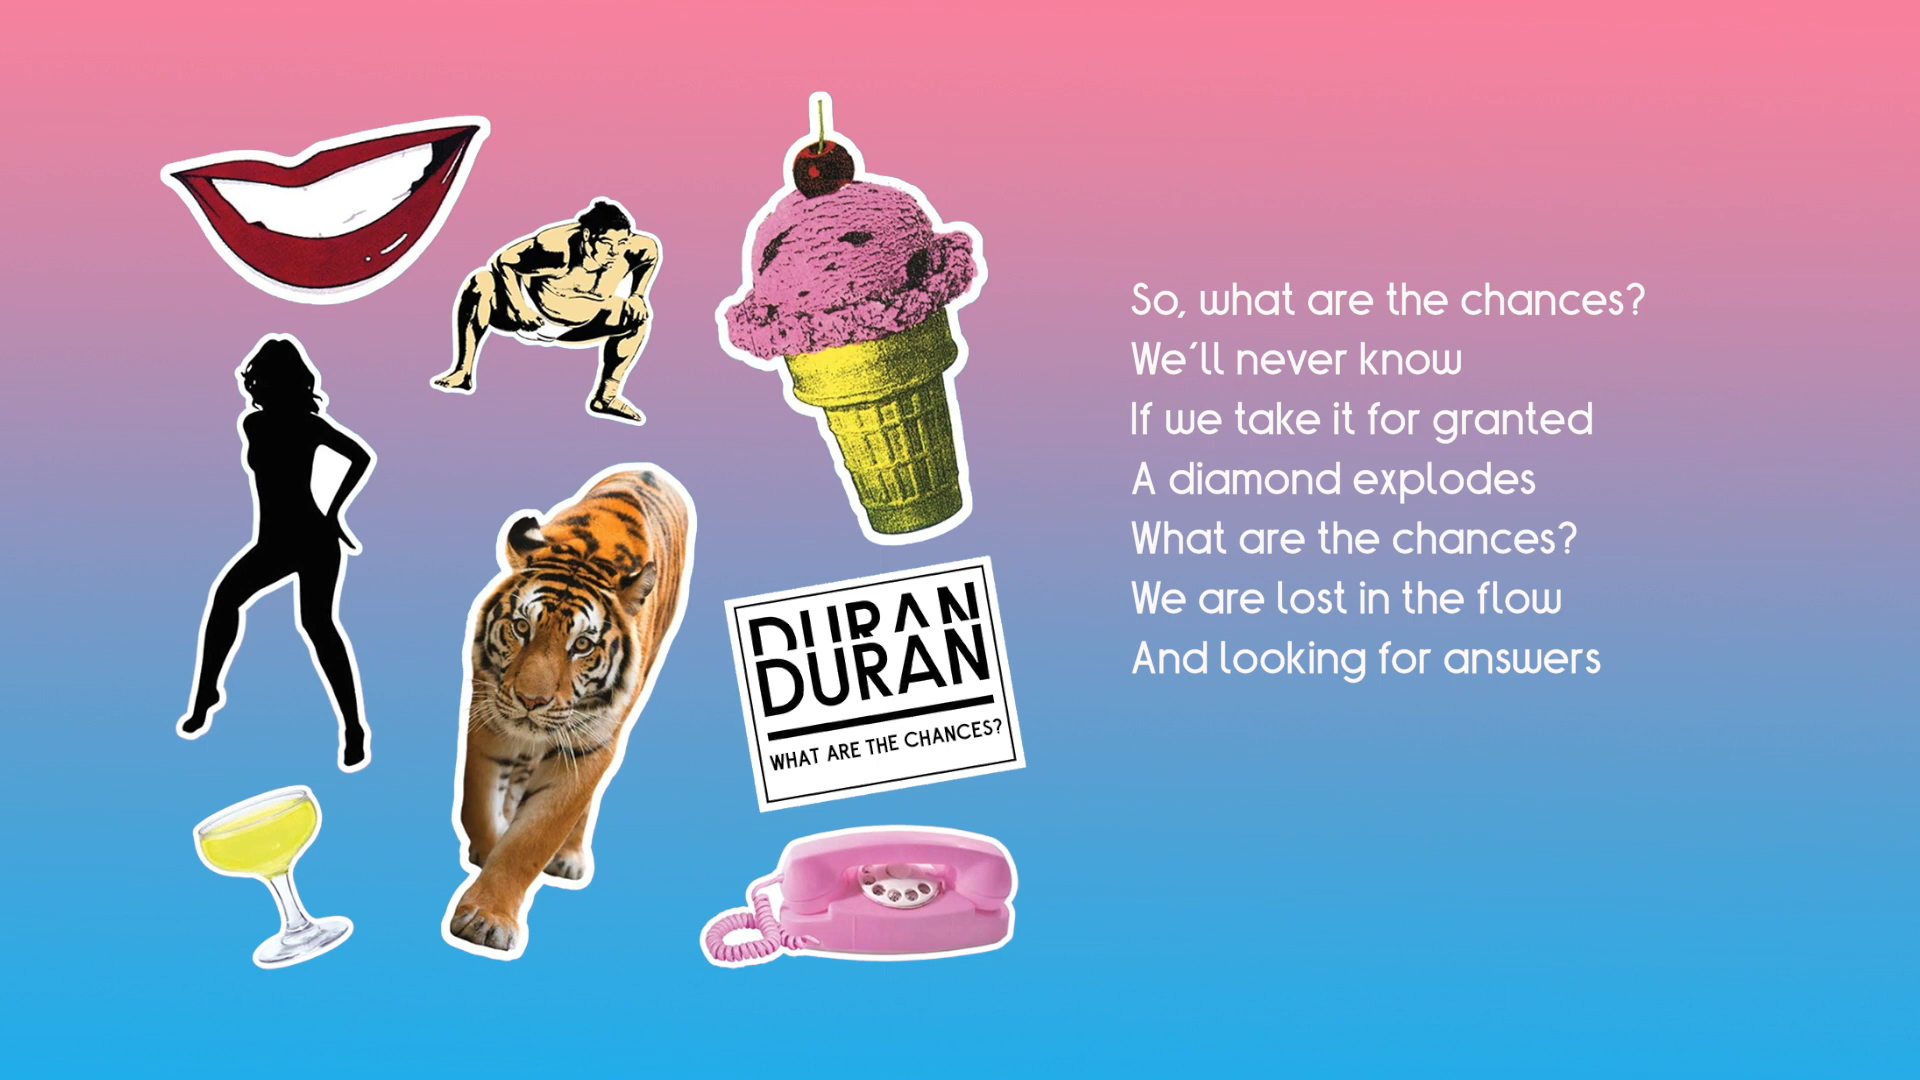 DURAN
DURAN
WHAT ARE THE CHANCES?
So, what are the chances?
We´ll never know
If we take it for granted
A diamond explodes
What are the chances?
We are lost in the flow
And looking for answers